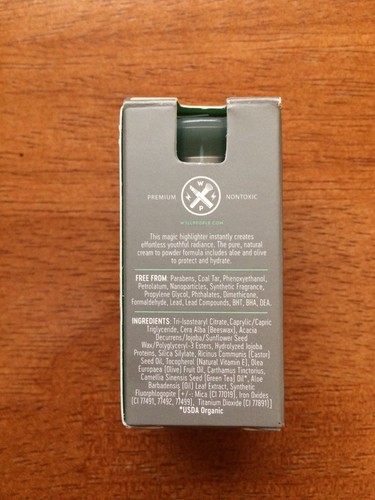 W
N N
P
PREMIUM NONTOXIC
This magic highlighter instantly creates
effortless youthful radiance. The pure, natural
cream to powder formula includes aloe and olive
to protect and hydrate.
FREE FROM: Parabens, Coal Tar, Phenoxyethanol,
Petrolatum, Nanoparticles, Synthetic Fragrance,
Propylene Glycol, Phthalates, Dimethicone,
Formaldehyde, Lead, Lead Compounds, BHT, BHA, DEA.
INGREDIENTS: Tri-Isostearyl Citrate, Caprylic/Capric
Triglyceride, Cera Alba (Beeswax), Acacia
Decurrens/Jojoba/Sunflower Seed
Wax/Polyglyceryl-3 Esters, Hydrolyzed Jojoba
Proteins, Silica Silylate, Ricinus Communis (Castor)
Seed Oil, Tocopherol (Natural Vitamin E), Olea
Europaea (Olive) Fruit Oil, Carthamus Tinctorius,
Camellia Sinensis Seed (Green Tea) Oil*, Aloe
Barbadensis (Oil) Leaf Extract, Synthetic
Fluorphlogopite [+/-: Mica (CI 77019), Iron Oxides
(CI 77491, 77492, 77499), Titanium Dioxide (CI 77891)]
*USDA Organic